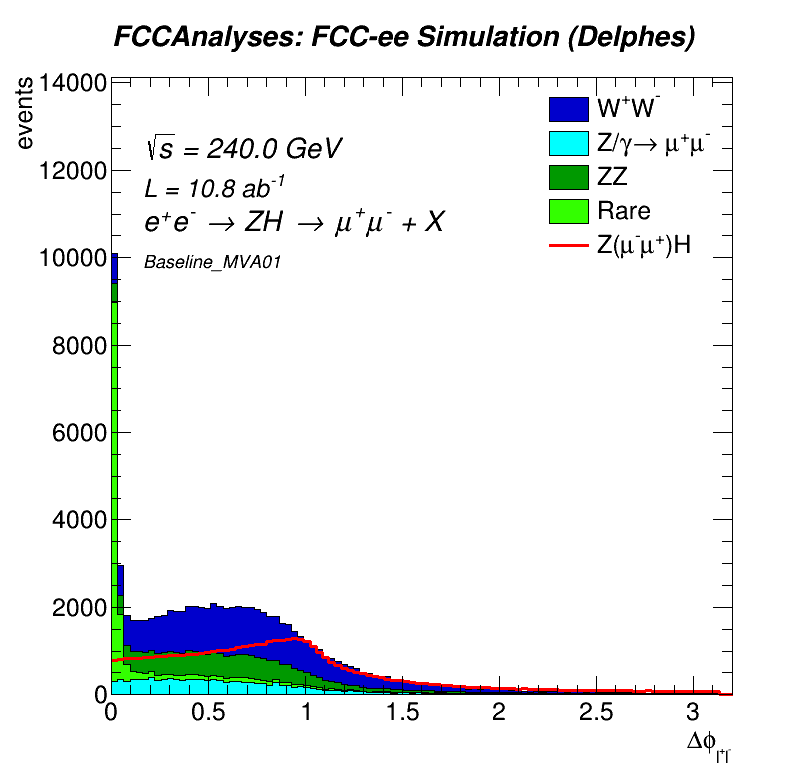 FCCAnalyses: FCC-ee Simulation (Delphes)
events
14000
12000
10000
8000
6000
4000
2000
0
√s = 240.0 GeV
L = 10.8 ab⁻¹
e⁺e⁻ → ZH → μ⁺μ⁻ + X
Baseline_MVA01
W⁺W⁻
Z/γ→ μ⁺μ⁻
ZZ
Rare
Z(μ⁻μ⁺)H
0 0.5 1 1.5 2 2.5 3
Δϕ l⁺l⁻